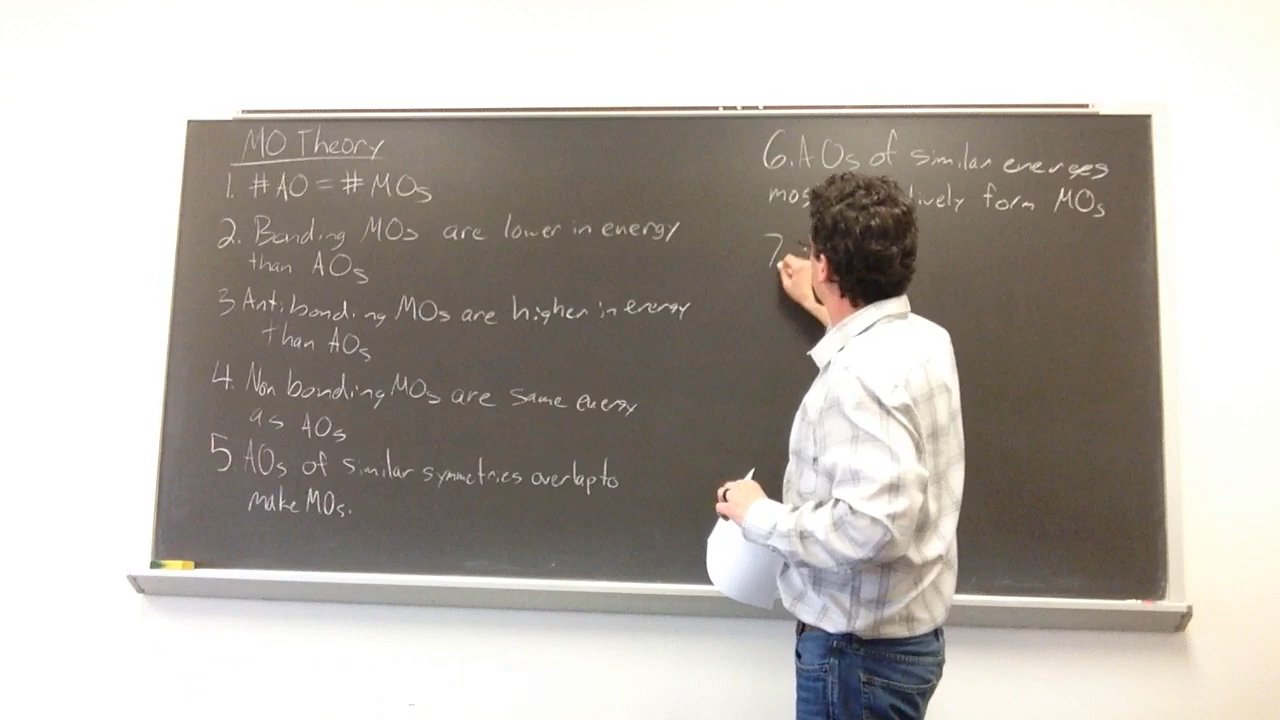 MO Theory
1. #AO = #MOs
2. Bonding MOs are lower in energy
than AOs
3 Antibonding MOs are higher in energy
than AOs
4. Non bonding MOs are same energy
as AOs
5 AOs of similar symmetries overlap to
make MOs.
6. AOs of similar energies
form MOs
7